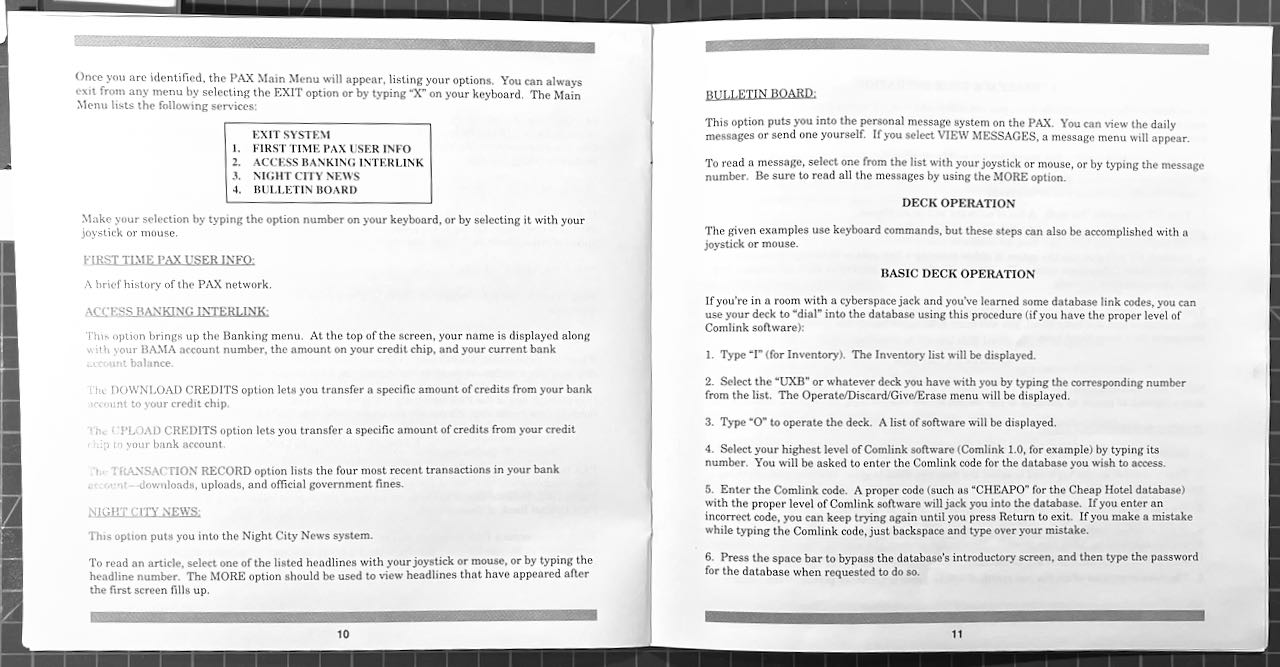 Once you are identified, the PAX Main Menu will appear, listing your options. You can always
exit from any menu by selecting the EXIT option or by typing “X” on your keyboard. The Main
Menu lists the following services:
EXIT SYSTEM
1. FIRST TIME PAX USER INFO
2. ACCESS BANKING INTERLINK
3. NIGHT CITY NEWS
4. BULLETIN BOARD
Make your selection by typing the option number on your keyboard, or by selecting it with your
joystick or mouse.
FIRST TIME PAX USER INFO:
A brief history of the PAX network.
ACCESS BANKING INTERLINK:
This option brings up the Banking menu. At the top of the screen, your name is displayed along
with your BAMA account number, the amount on your credit chip, and your current bank
account balance.
The DOWNLOAD CREDITS option lets you transfer a specific amount of credits from your bank
account to your credit chip.
The UPLOAD CREDITS option lets you transfer a specific amount of credits from your credit
chip to your bank account.
The TRANSACTION RECORD option lists the four most recent transactions in your bank
account—downloads, uploads, and official government fines.
NIGHT CITY NEWS:
This option puts you into the Night City News system.
To read an article, select one of the listed headlines with your joystick or mouse, or by typing the
headline number. The MORE option should be used to view headlines that have appeared after
the first screen fills up.
10
BULLETIN BOARD:
This option puts you into the personal message system on the PAX. You can view the daily
messages or send one yourself. If you select VIEW MESSAGES, a message menu will appear.
To read a message, select one from the list with your joystick or mouse, or by typing the message
number. Be sure to read all the messages by using the MORE option.
DECK OPERATION
The given examples use keyboard commands, but these steps can also be accomplished with a
joystick or mouse.
BASIC DECK OPERATION
If you're in a room with a cyberspace jack and you've learned some database link codes, you can
use your deck to “dial” into the database using this procedure (if you have the proper level of
Comlink software):
1. Type “I” (for Inventory). The Inventory list will be displayed.
2. Select the “UXB” or whatever deck you have with you by typing the corresponding number
from the list. The Operate/Discard/Give/Erase menu will be displayed.
3. Type “O” to operate the deck. A list of software will be displayed.
4. Select your highest level of Comlink software (Comlink 1.0, for example) by typing its
number. You will be asked to enter the Comlink code for the database you wish to access.
5. Enter the Comlink code. A proper code (such as “CHEAPO” for the Cheap Hotel database)
with the proper level of Comlink software will jack you into the database. If you enter an
incorrect code, you can keep trying again until you press Return to exit. If you make a mistake
while typing the Comlink code, just backspace and type over your mistake.
6. Press the space bar to bypass the database's introductory screen, and then type the password
for the database when requested to do so.
11